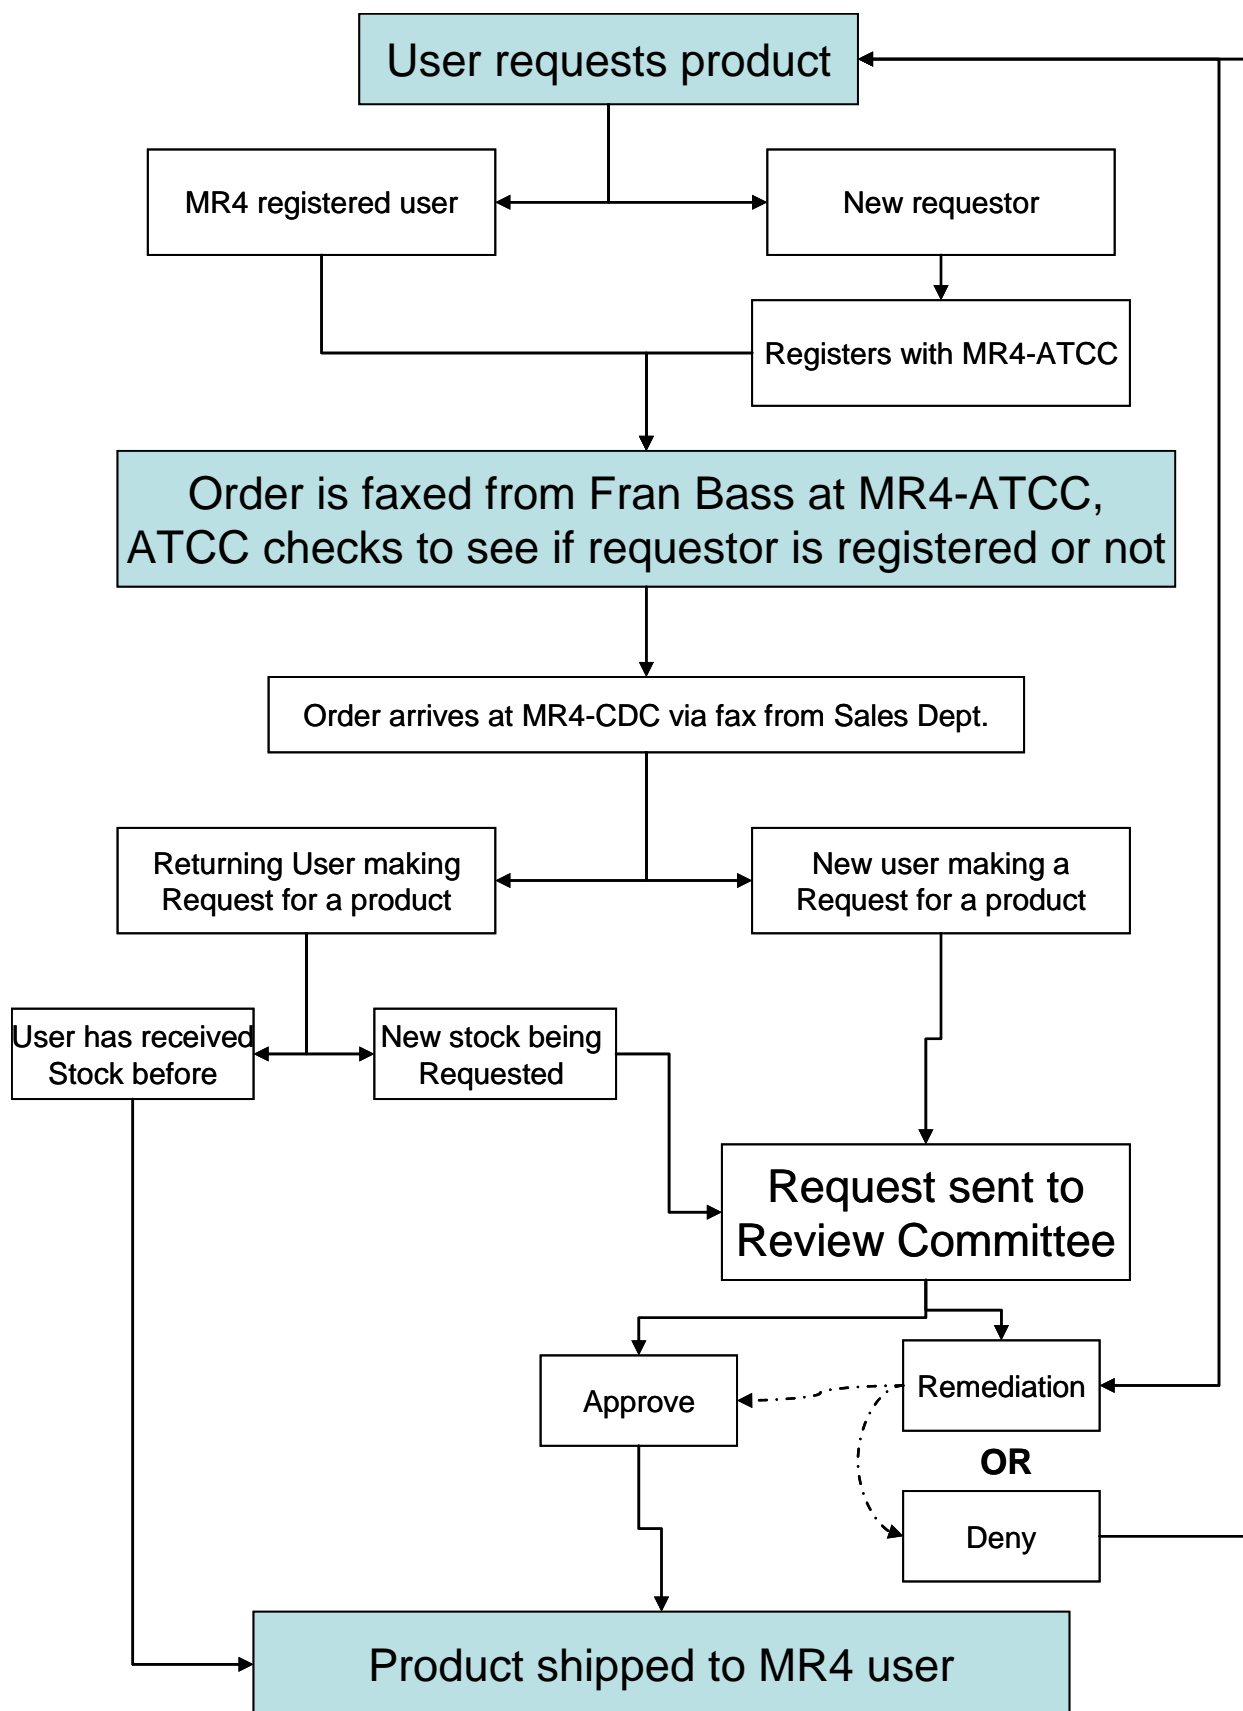 User requests product
MR4 registered user
New requestor
Registers with MR4-ATCC
Order is faxed from Fran Bass at MR4-ATCC,
ATCC checks to see if requestor is registered or not
Order arrives at MR4-CDC via fax from Sales Dept.
Returning User making
Request for a product
New user making a
Request for a product
User has received
Stock before
New stock being
Requested
Request sent to
Review Committee
Approve
Remediation
OR
Deny
Product shipped to MR4 user